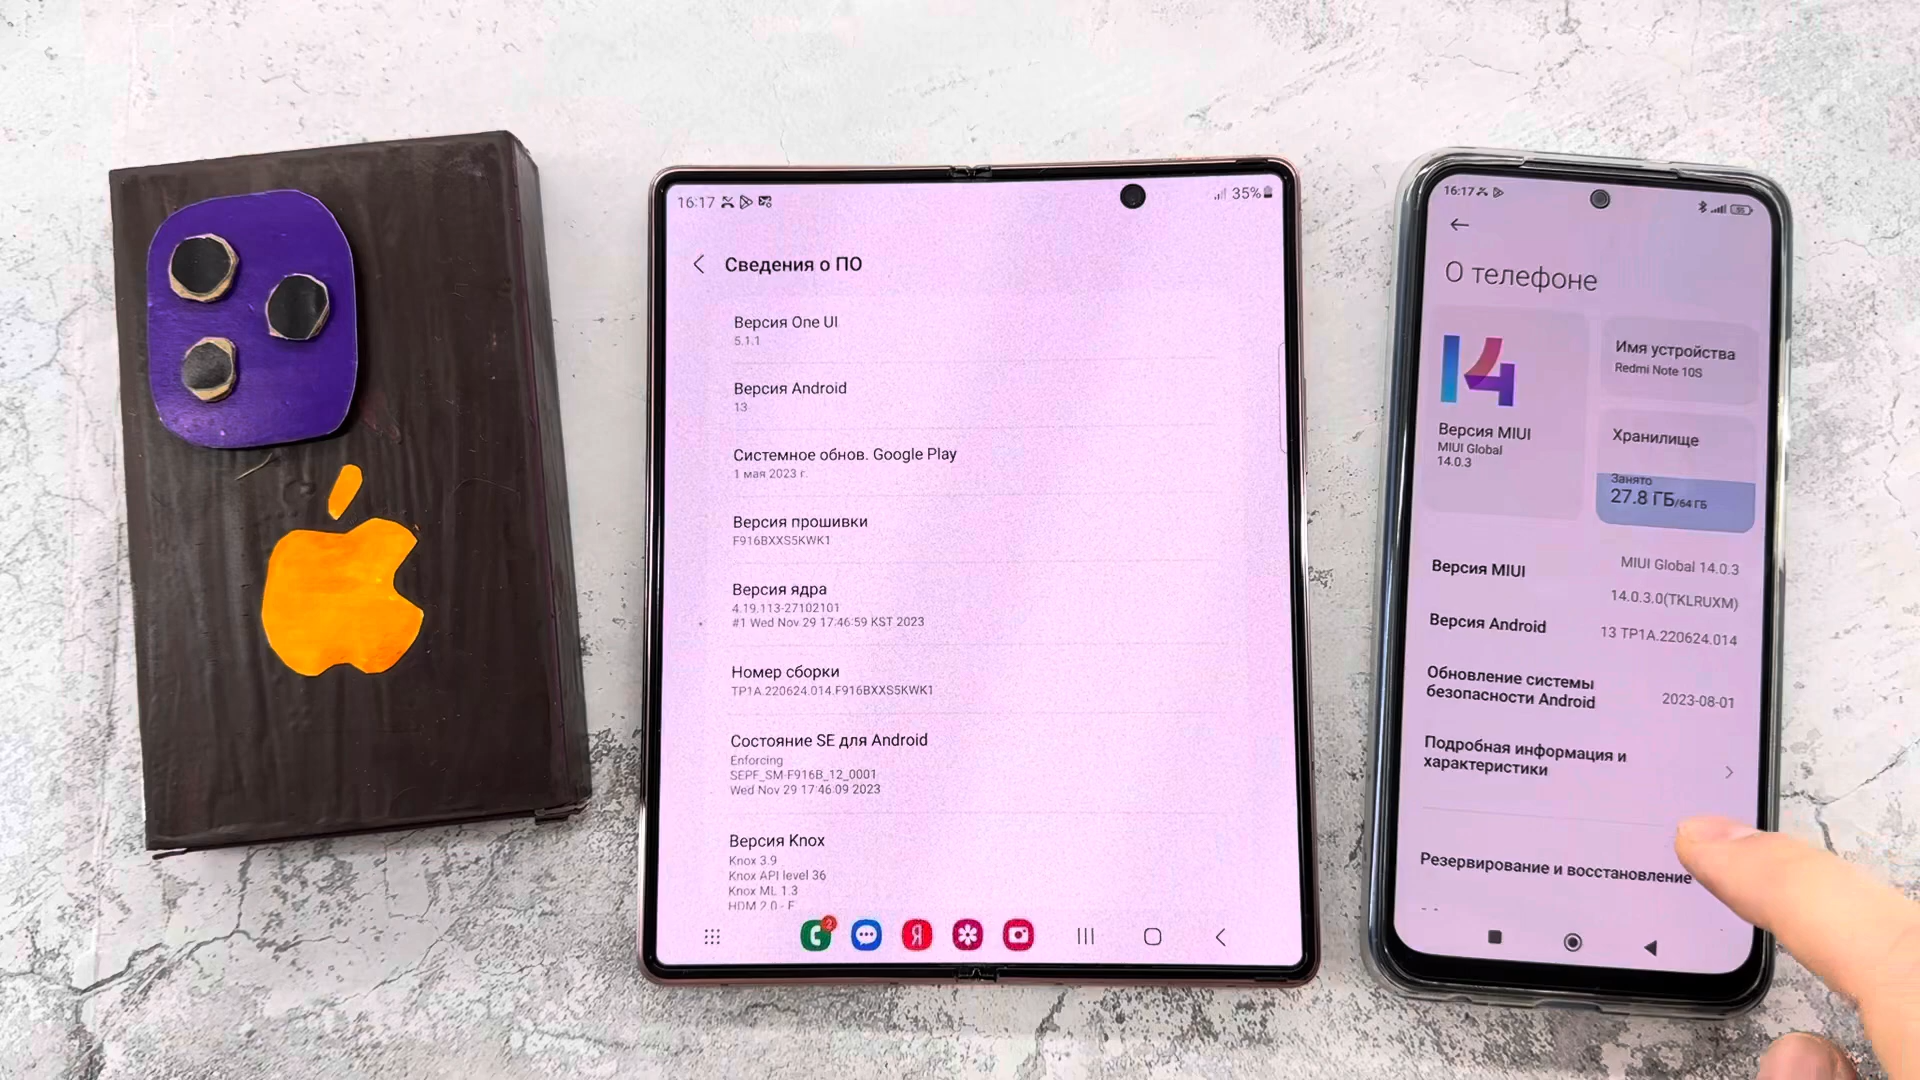 16:17
35%
Сведения о ПО
Версия One UI
5.1.1
Версия Android
13
Системное обнов. Google Play
1 мая 2023 г.
Версия прошивки
F916BXXS5KWK1
Версия ядра
4.19.113-27102101
#1 Wed Nov 29 17:46:59 KST 2023
Номер сборки
TP1A.220624.014.F916BXXS5KWK1
Состояние SE для Android
Enforcing
SEPF_SM-F916B_12_0001
Wed Nov 29 17:46:09 2023
Версия Knox
Knox 3.9
Knox API level 36
Knox ML 1.3
HDM 2.0 - F
2
Я
16:17
55
О телефоне
14
Версия MIUI
MIUI Global
14.0.3
Имя устройства
Redmi Note 10S
Хранилище
Занято
27.8 ГБ/64 ГБ
Версия MIUI
MIUI Global 14.0.3
14.0.3.0(TKLRUXM)
Версия Android
13 TP1A.220624.014
Обновление системы
безопасности Android
2023-08-01
Подробная информация и
характеристики
Резервирование и восстановление